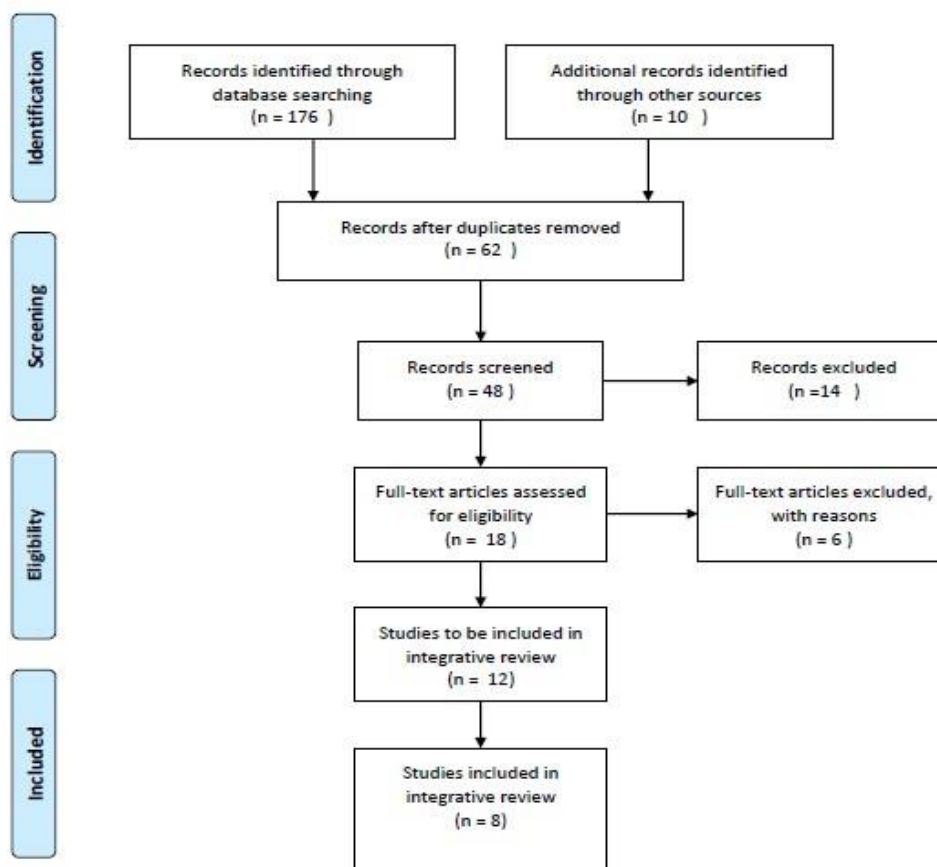 Identification
Records identified through
database searching
(n = 176  )
Additional records identified
through other sources
(n = 10   )
Records after duplicates removed
(n = 62  )
Screening
Records screened
(n = 48 )
Records excluded
(n =14   )
Eligibility
Full-text articles assessed
for eligibility
(n =  18 )
Full-text articles excluded,
with reasons
(n = 6 )
Studies to be included in
integrative review
(n =  12)
Included
Studies included in
integrative review
(n = 8)